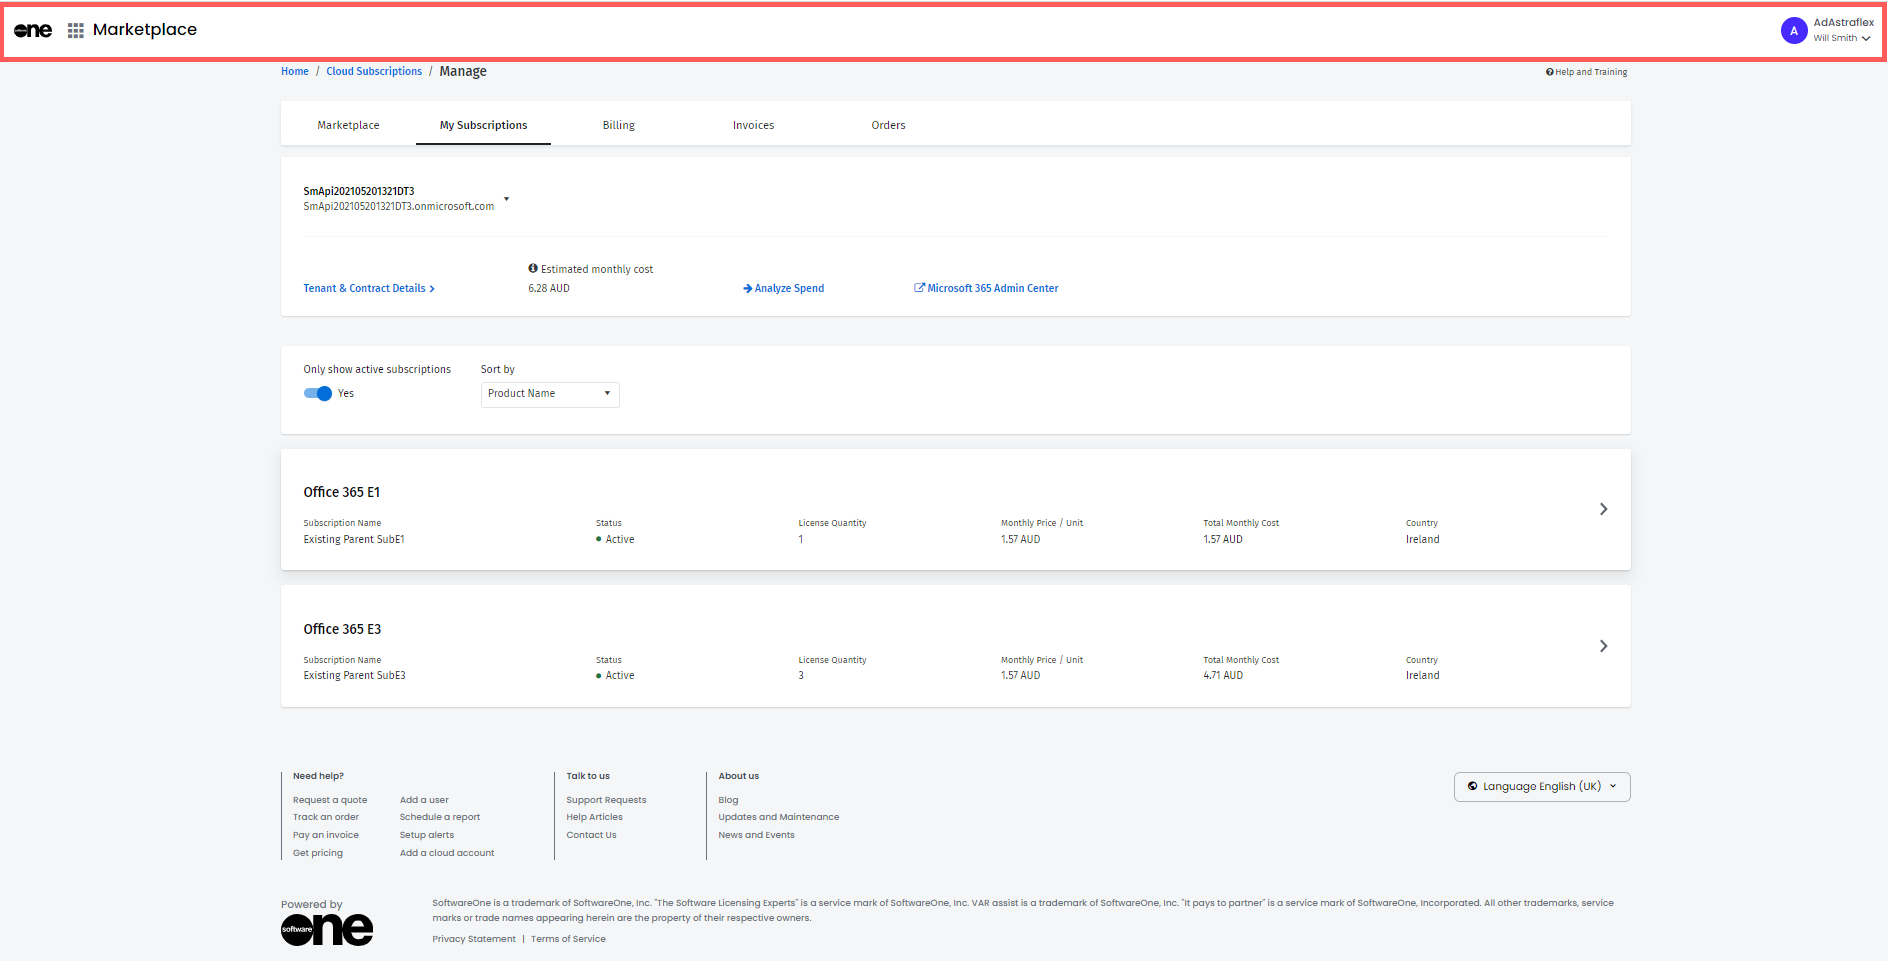 software one Marketplace
A AdAstraflex
Will Smith
Home / Cloud Subscriptions / Manage
Help and Training
Marketplace My Subscriptions Billing Invoices Orders
SmApi202105201321DT3
SmApi202105201321DT3.onmicrosoft.com
Estimated monthly cost
Tenant & Contract Details 6.28 AUD Analyze Spend Microsoft 365 Admin Center
Only show active subscriptions Sort by
Yes Product Name
Office 365 E1
Subscription Name Status License Quantity Monthly Price / Unit Total Monthly Cost Country
Existing Parent SubE1 Active 1 1.57 AUD 1.57 AUD Ireland
Office 365 E3
Subscription Name Status License Quantity Monthly Price / Unit Total Monthly Cost Country
Existing Parent SubE3 Active 3 1.57 AUD 4.71 AUD Ireland
Need help? Talk to us About us
Language English (UK)
Request a quote Add a user Support Requests Blog
Track an order Schedule a report Help Articles Updates and Maintenance
Pay an invoice Setup alerts Contact Us News and Events
Get pricing Add a cloud account
Powered by
software one
SoftwareOne is a trademark of SoftwareOne, Inc. "The Software Licensing Experts" is a service mark of SoftwareOne, Inc. VAR assist is a trademark of SoftwareOne, Inc. "It pays to partner" is a service mark of SoftwareOne, Incorporated. All other trademarks, service
marks or trade names appearing herein are the property of their respective owners.
Privacy Statement | Terms of Service